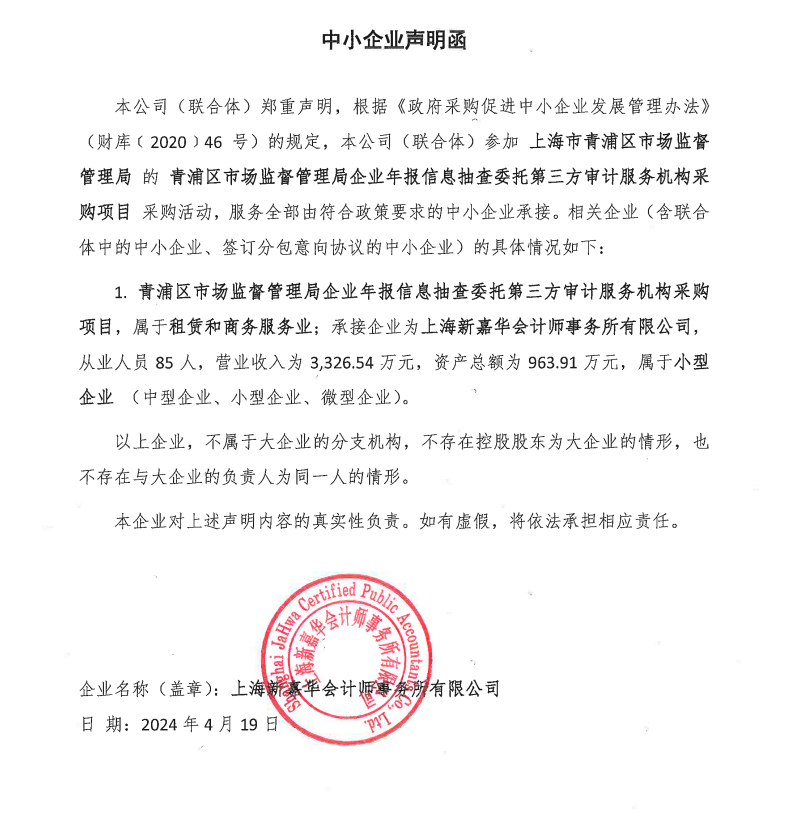 中小企业声明函
本公司（联合体）郑重声明，根据《政府采购促进中小企业发展管理办法》
（财库﹝2020﹞46 号）的规定，本公司（联合体）参加 上海市青浦区市场监督
管理局 的 青浦区市场监督管理局企业年报信息抽查委托第三方审计服务机构采
购项目 采购活动，服务全部由符合政策要求的中小企业承接。相关企业（含联合
体中的中小企业、签订分包意向协议的中小企业）的具体情况如下：
1. 青浦区市场监督管理局企业年报信息抽查委托第三方审计服务机构采购
项目，属于租赁和商务服务业；承接企业为上海新嘉华会计师事务所有限公司，
从业人员 85 人，营业收入为 3,326.54 万元，资产总额为 963.91 万元，属于小型
企业 （中型企业、小型企业、微型企业）。
以上企业，不属于大企业的分支机构，不存在控股股东为大企业的情形，也
不存在与大企业的负责人为同一人的情形。
本企业对上述声明内容的真实性负责。如有虚假，将依法承担相应责任。
Shanghai JaHwa Certified Public Accountants Co., Ltd.
上海新嘉华会计师事务所有限公司
企业名称（盖章）：上海新嘉华会计师事务所有限公司
日 期：2024 年 4 月 19 日